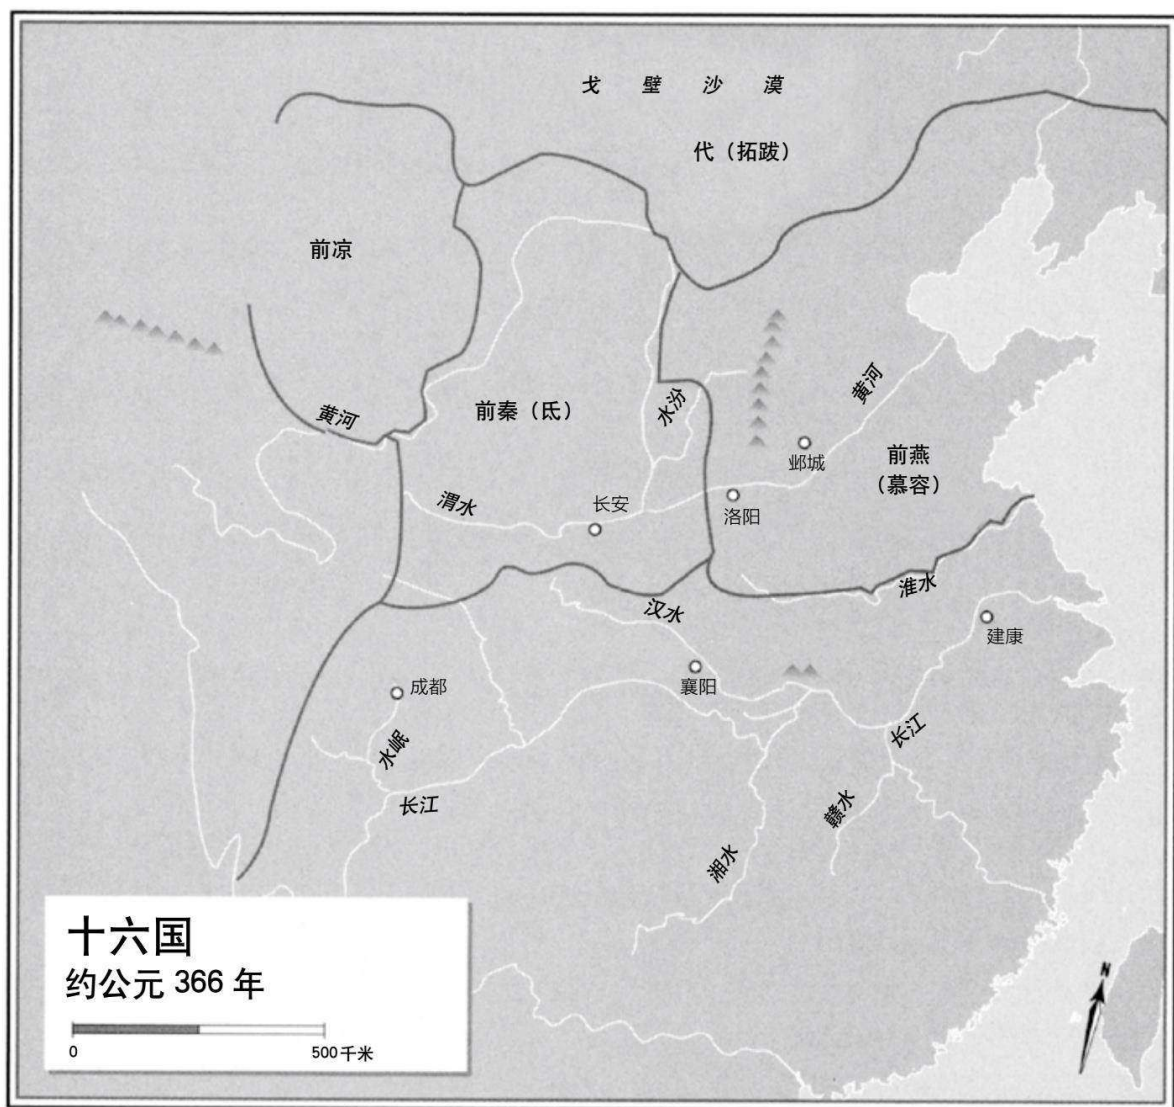 戈壁沙漠
代（拓跋）
前凉
黄河
前秦（氐）
水汾
黄河
邺城
前燕
（慕容）
渭水
长安
洛阳
汉水
淮水
建康
成都
襄阳
水岷
长江
长江
赣水
湘水
十六国
约公元 366 年
0
500千米
N